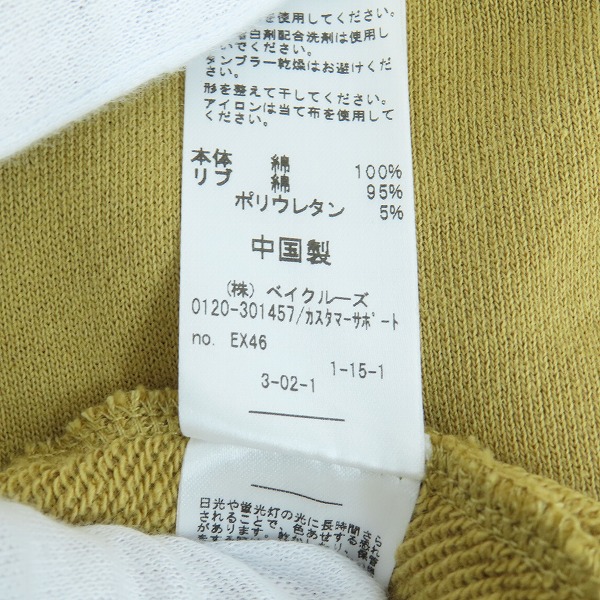 を使用してください。
白剤配合洗剤は使用し
いでください。
タンブラー乾燥はお避けくだ
さい。
形を整えて干してください。
アイロンは当て布を使用して
ください。
本体 綿 100%
リブ 綿 95%
ポリウレタン 5%
中国製
(株) ベイクルーズ
0120-301457/カスタマーサポート
no. EX46
1-15-1
3-02-1
日光や蛍光灯の光に長時間さら
されることで、色あせする恐れ
があります。